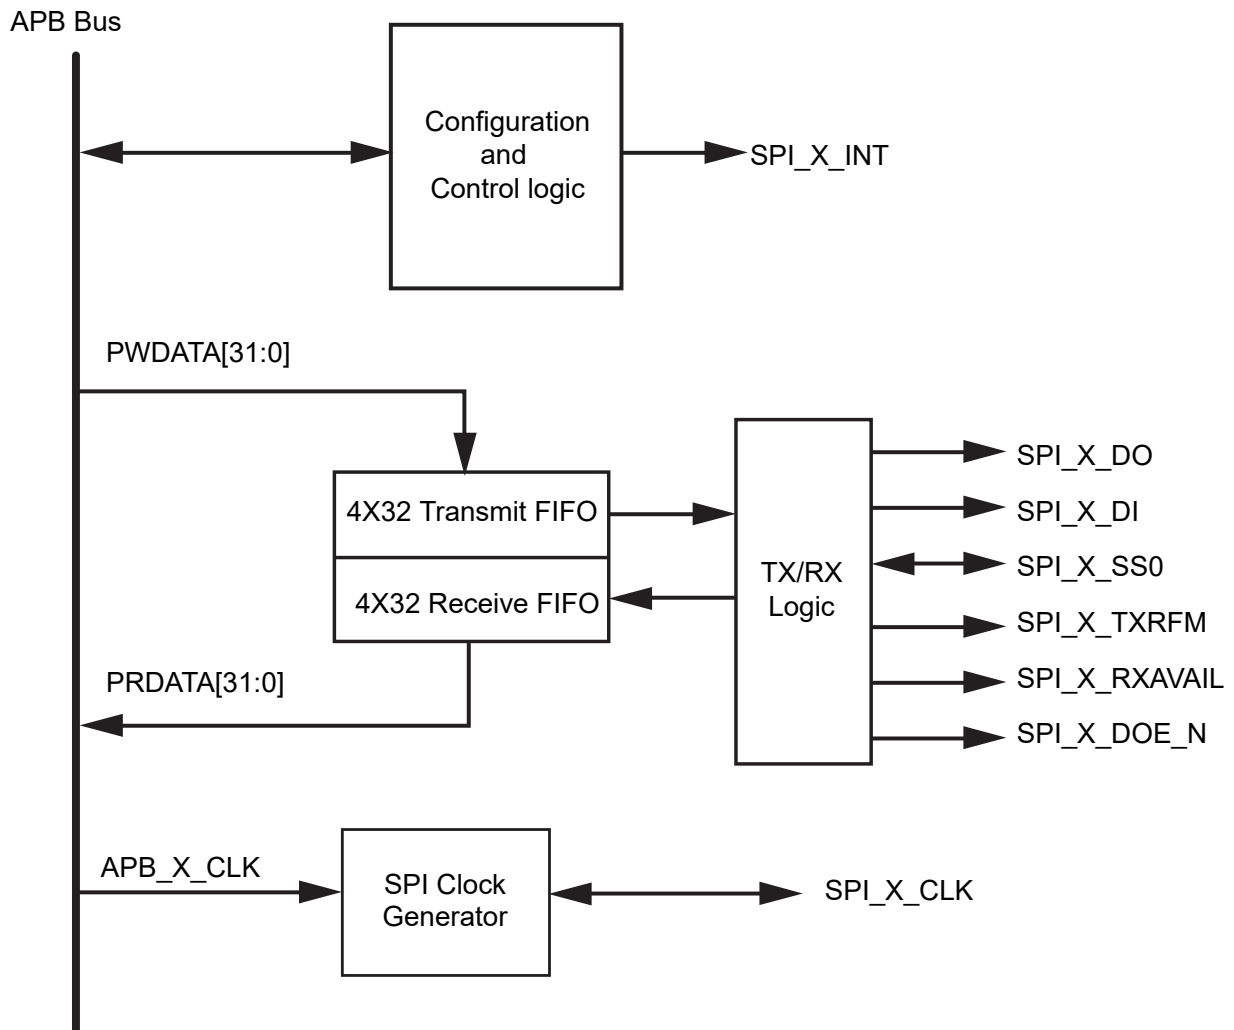 APB Bus
Configuration
and
Control logic
SPI_X_INT
PWDATA[31:0]
4X32 Transmit FIFO
4X32 Receive FIFO
PRDATA[31:0]
TX/RX
Logic
SPI_X_DO
SPI_X_DI
SPI_X_SS0
SPI_X_TXRFM
SPI_X_RXAVAIL
SPI_X_DOE_N
APB_X_CLK
SPI Clock
Generator
SPI_X_CLK